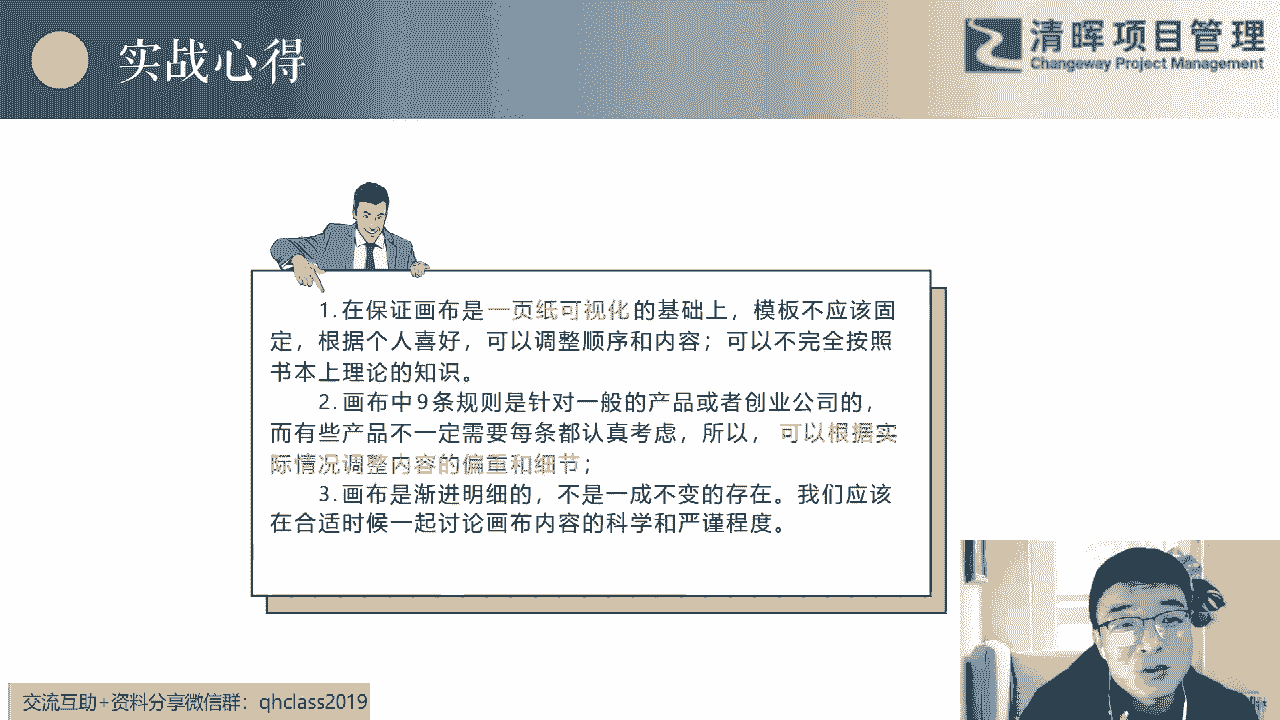 实战心得
清晖项目管理
Changeway Project Management
1.在保证画布是一页纸可视化的基础上，模板不应该固
定，根据个人喜好，可以调整顺序和内容；可以不完全按照
书本上理论的知识。
2.画布中9条规则是针对一般的产品或者创业公司的，
而有些产品不一定需要每条都认真考虑，所以， 可以根据实
际情况调整内容的偏重和细节；
3.画布是渐进明细的，不是一成不变的存在。我们应该
在合适时候一起讨论画布内容的科学和严谨程度。
交流互助+资料分享微信群：qhclass2019